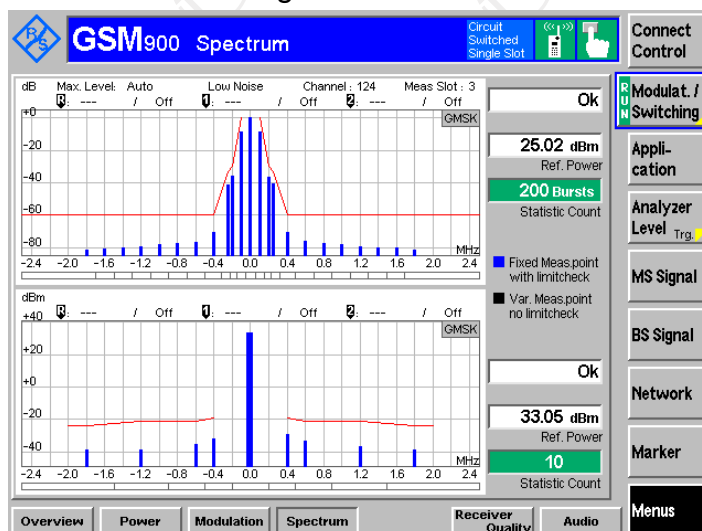 R/S
GSM900 Spectrum
Circuit
Switched
Single Slot
Connect
Control
RUN
Modulat. /
Switching
Appli-
cation
Analyzer
Level Trg.
MS Signal
BS Signal
Network
Marker
Menus
dB Max. Level: Auto Low Noise Channel : 124 Meas Slot : 3
R: --- / Off 1: --- / Off 2: --- / Off
GMSK
+0
-20
-40
-60
-80
MHz
-2.4 -2.0 -1.6 -1.2 -0.8 -0.4 0.0 0.4 0.8 1.2 1.6 2.0 2.4
Ok
25.02 dBm
Ref. Power
200 Bursts
Statistic Count
Fixed Meas.point
with limitcheck
Var. Meas.point
no limitcheck
dBm
R: --- / Off 1: --- / Off 2: --- / Off
GMSK
+40
+20
+0
-20
-40
MHz
-2.4 -2.0 -1.6 -1.2 -0.8 -0.4 0.0 0.4 0.8 1.2 1.6 2.0 2.4
Ok
33.05 dBm
Ref. Power
10
Statistic Count
Overview
Power
Modulation
Spectrum
Receiver
Quality
Audio